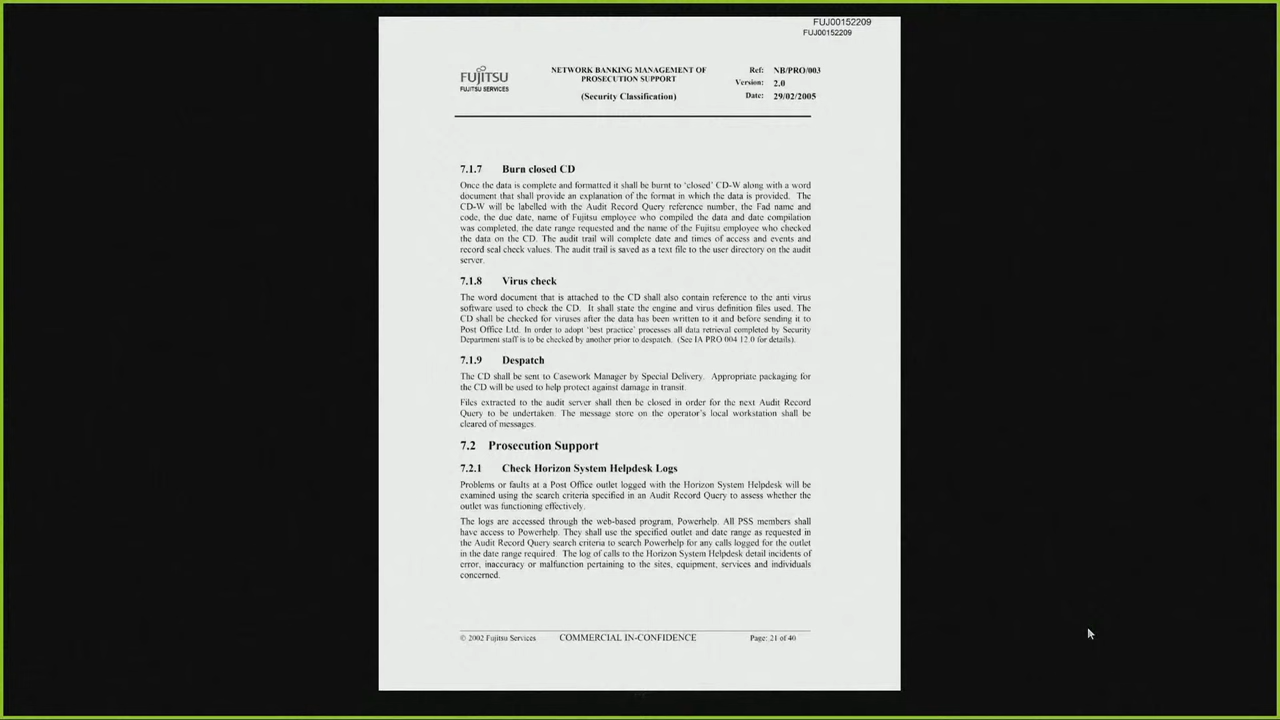 FUJ00152209
FUJ00152209
FUJITSU
FUJITSU SERVICES
NETWORK BANKING MANAGEMENT OF
PROSECUTION SUPPORT
(Security Classification)
Ref: NB/PRO/003
Version: 2.0
Date: 29/02/2005
7.1.7 Burn closed CD
Once the data is complete and formatted it shall be burnt to 'closed' CD-W along with a word
document that shall provide an explanation of the format in which the data is provided. The
CD-W will be labelled with the Audit Record Query reference number, the Fad name and
code, the due date, name of Fujitsu employee who compiled the data and date compilation
was completed, the date range requested and the name of the Fujitsu employee who checked
the data on the CD. The audit trail will complete date and times of access and events and
record seal check values. The audit trail is saved as a text file to the user directory on the audit
server.
7.1.8 Virus check
The word document that is attached to the CD shall also contain reference to the anti virus
software used to check the CD. It shall state the engine and virus definition files used. The
CD shall be checked for viruses after the data has been written to it and before sending it to
Post Office Ltd. In order to adopt 'best practice' processes all data retrieval completed by Security
Department staff is to be checked by another prior to despatch. (See IA PRO 004 12.0 for details).
7.1.9 Despatch
The CD shall be sent to Casework Manager by Special Delivery. Appropriate packaging for
the CD will be used to help protect against damage in transit.
Files extracted to the audit server shall then be closed in order for the next Audit Record
Query to be undertaken. The message store on the operator's local workstation shall be
cleared of messages.
7.2 Prosecution Support
7.2.1 Check Horizon System Helpdesk Logs
Problems or faults at a Post Office outlet logged with the Horizon System Helpdesk will be
examined using the search criteria specified in an Audit Record Query to assess whether the
outlet was functioning effectively.
The logs are accessed through the web-based program, Powerhelp. All PSS members shall
have access to Powerhelp. They shall use the specified outlet and date range as requested in
the Audit Record Query search criteria to search Powerhelp for any calls logged for the outlet
in the date range required. The log of calls to the Horizon System Helpdesk detail incidents of
error, inaccuracy or malfunction pertaining to the sites, equipment, services and individuals
concerned.
© 2002 Fujitsu Services COMMERCIAL IN-CONFIDENCE Page: 21 of 40